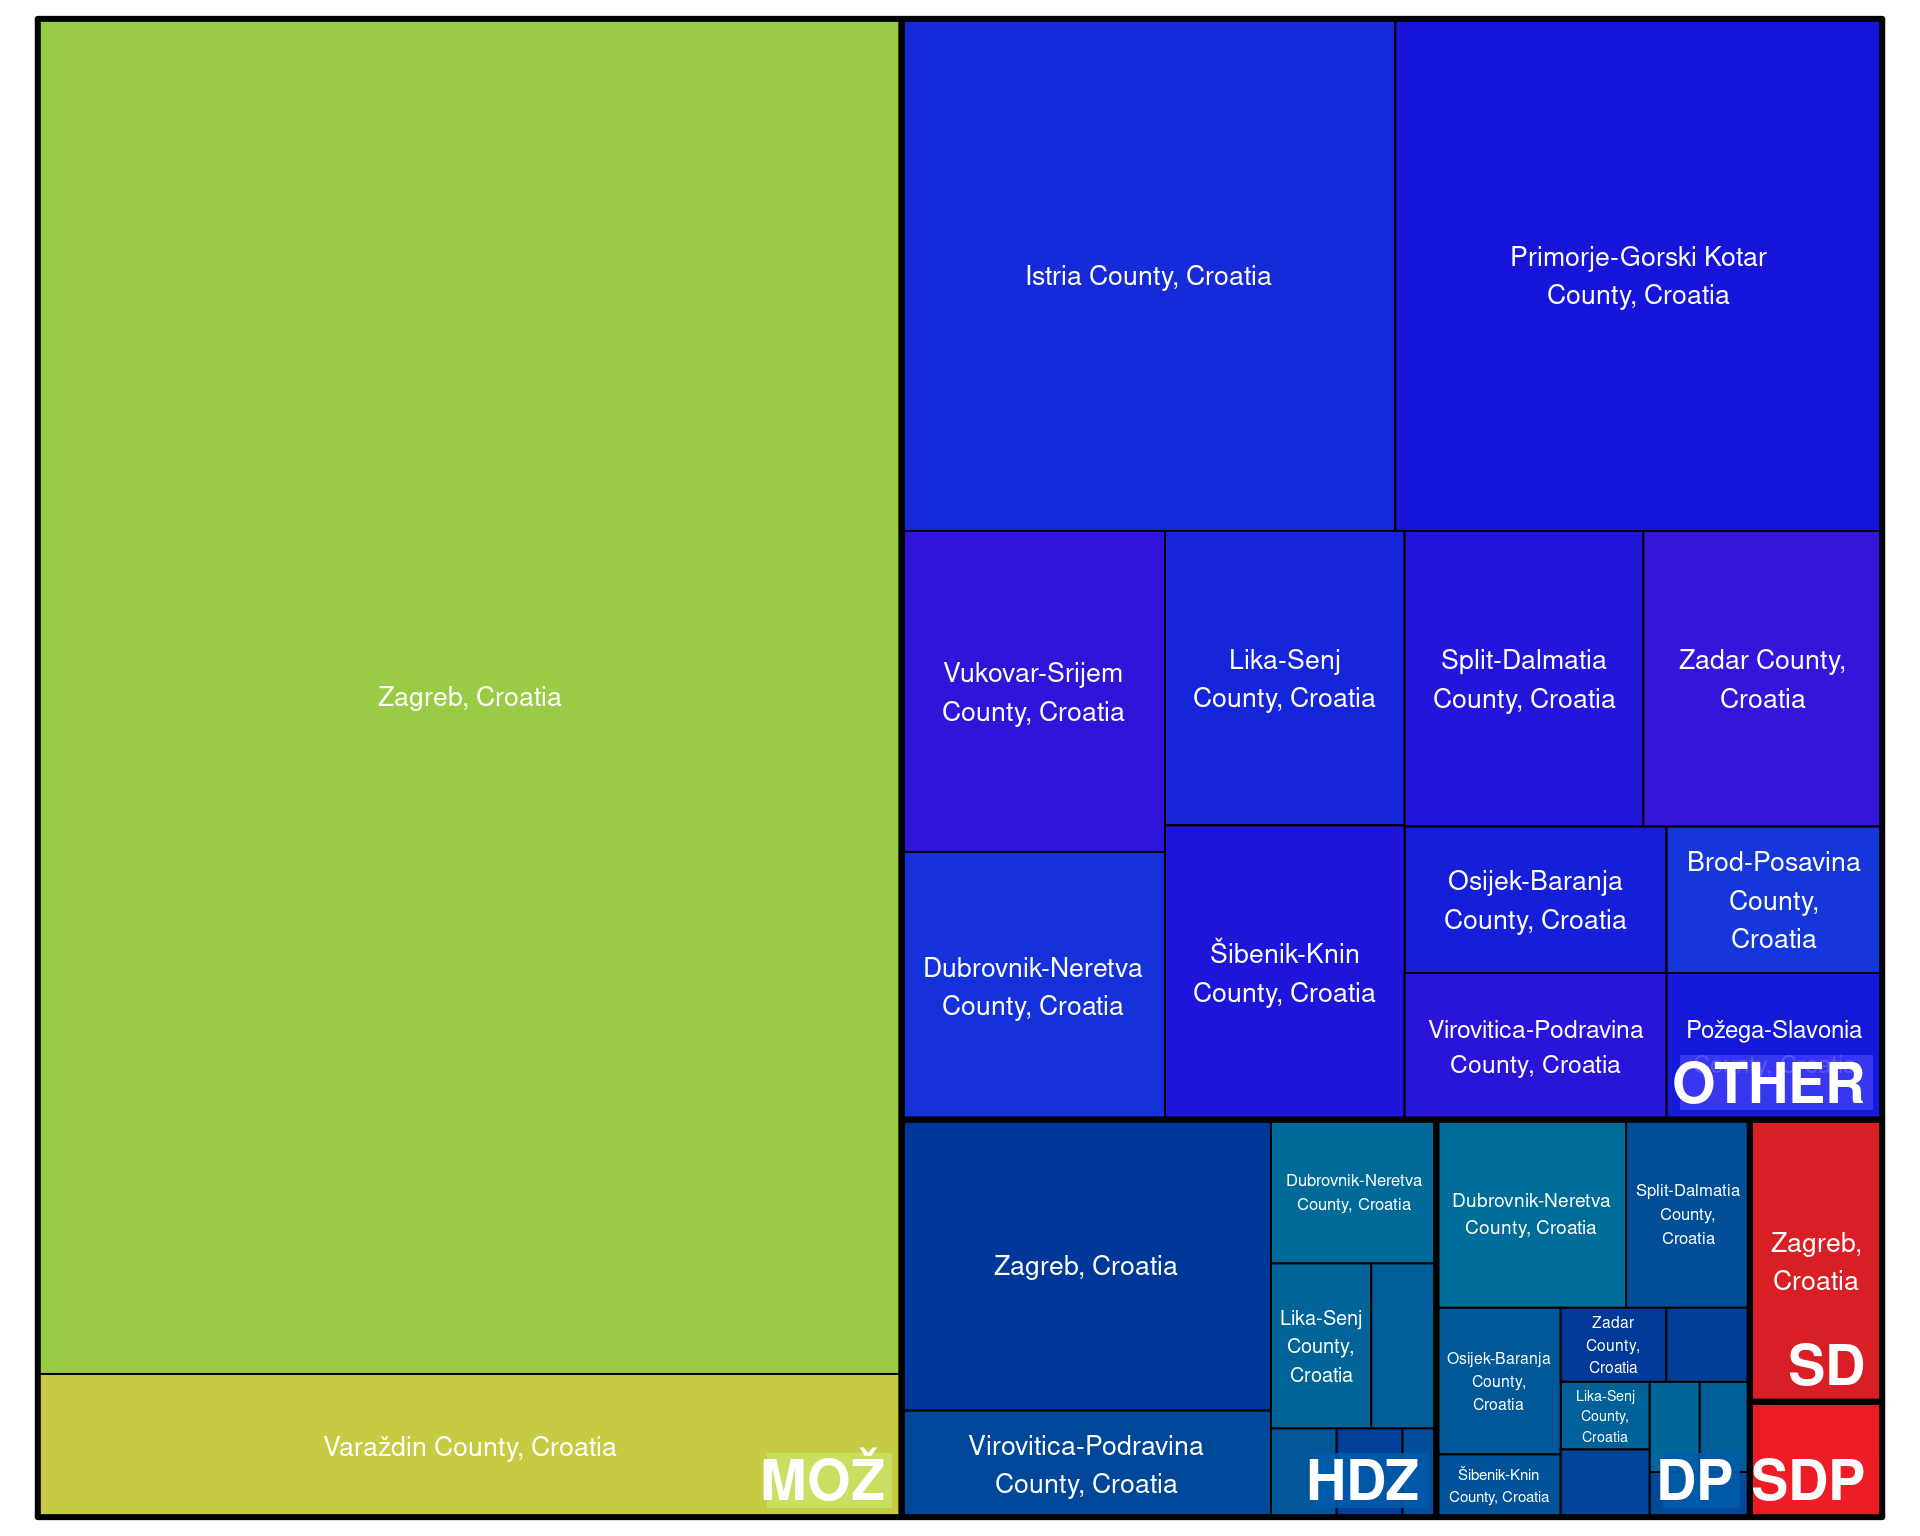 Zagreb, Croatia
Varaždin County, Croatia
MOŽ
Istria County, Croatia
Primorje-Gorski Kotar
County, Croatia
Vukovar-Srijem
County, Croatia
Lika-Senj
County, Croatia
Split-Dalmatia
County, Croatia
Zadar County,
Croatia
Dubrovnik-Neretva
County, Croatia
Šibenik-Knin
County, Croatia
Osijek-Baranja
County, Croatia
Brod-Posavina
County,
Croatia
Virovitica-Podravina
County, Croatia
Požega-Slavonia
County, Croatia
OTHER
Zagreb, Croatia
Virovitica-Podravina
County, Croatia
Dubrovnik-Neretva
County, Croatia
Lika-Senj
County,
Croatia
HDZ
Dubrovnik-Neretva
County, Croatia
Split-Dalmatia
County,
Croatia
Osijek-Baranja
County,
Croatia
Zadar
County,
Croatia
Lika-Senj
County,
Croatia
Šibenik-Knin
County, Croatia
DP
Zagreb,
Croatia
SD
SDP